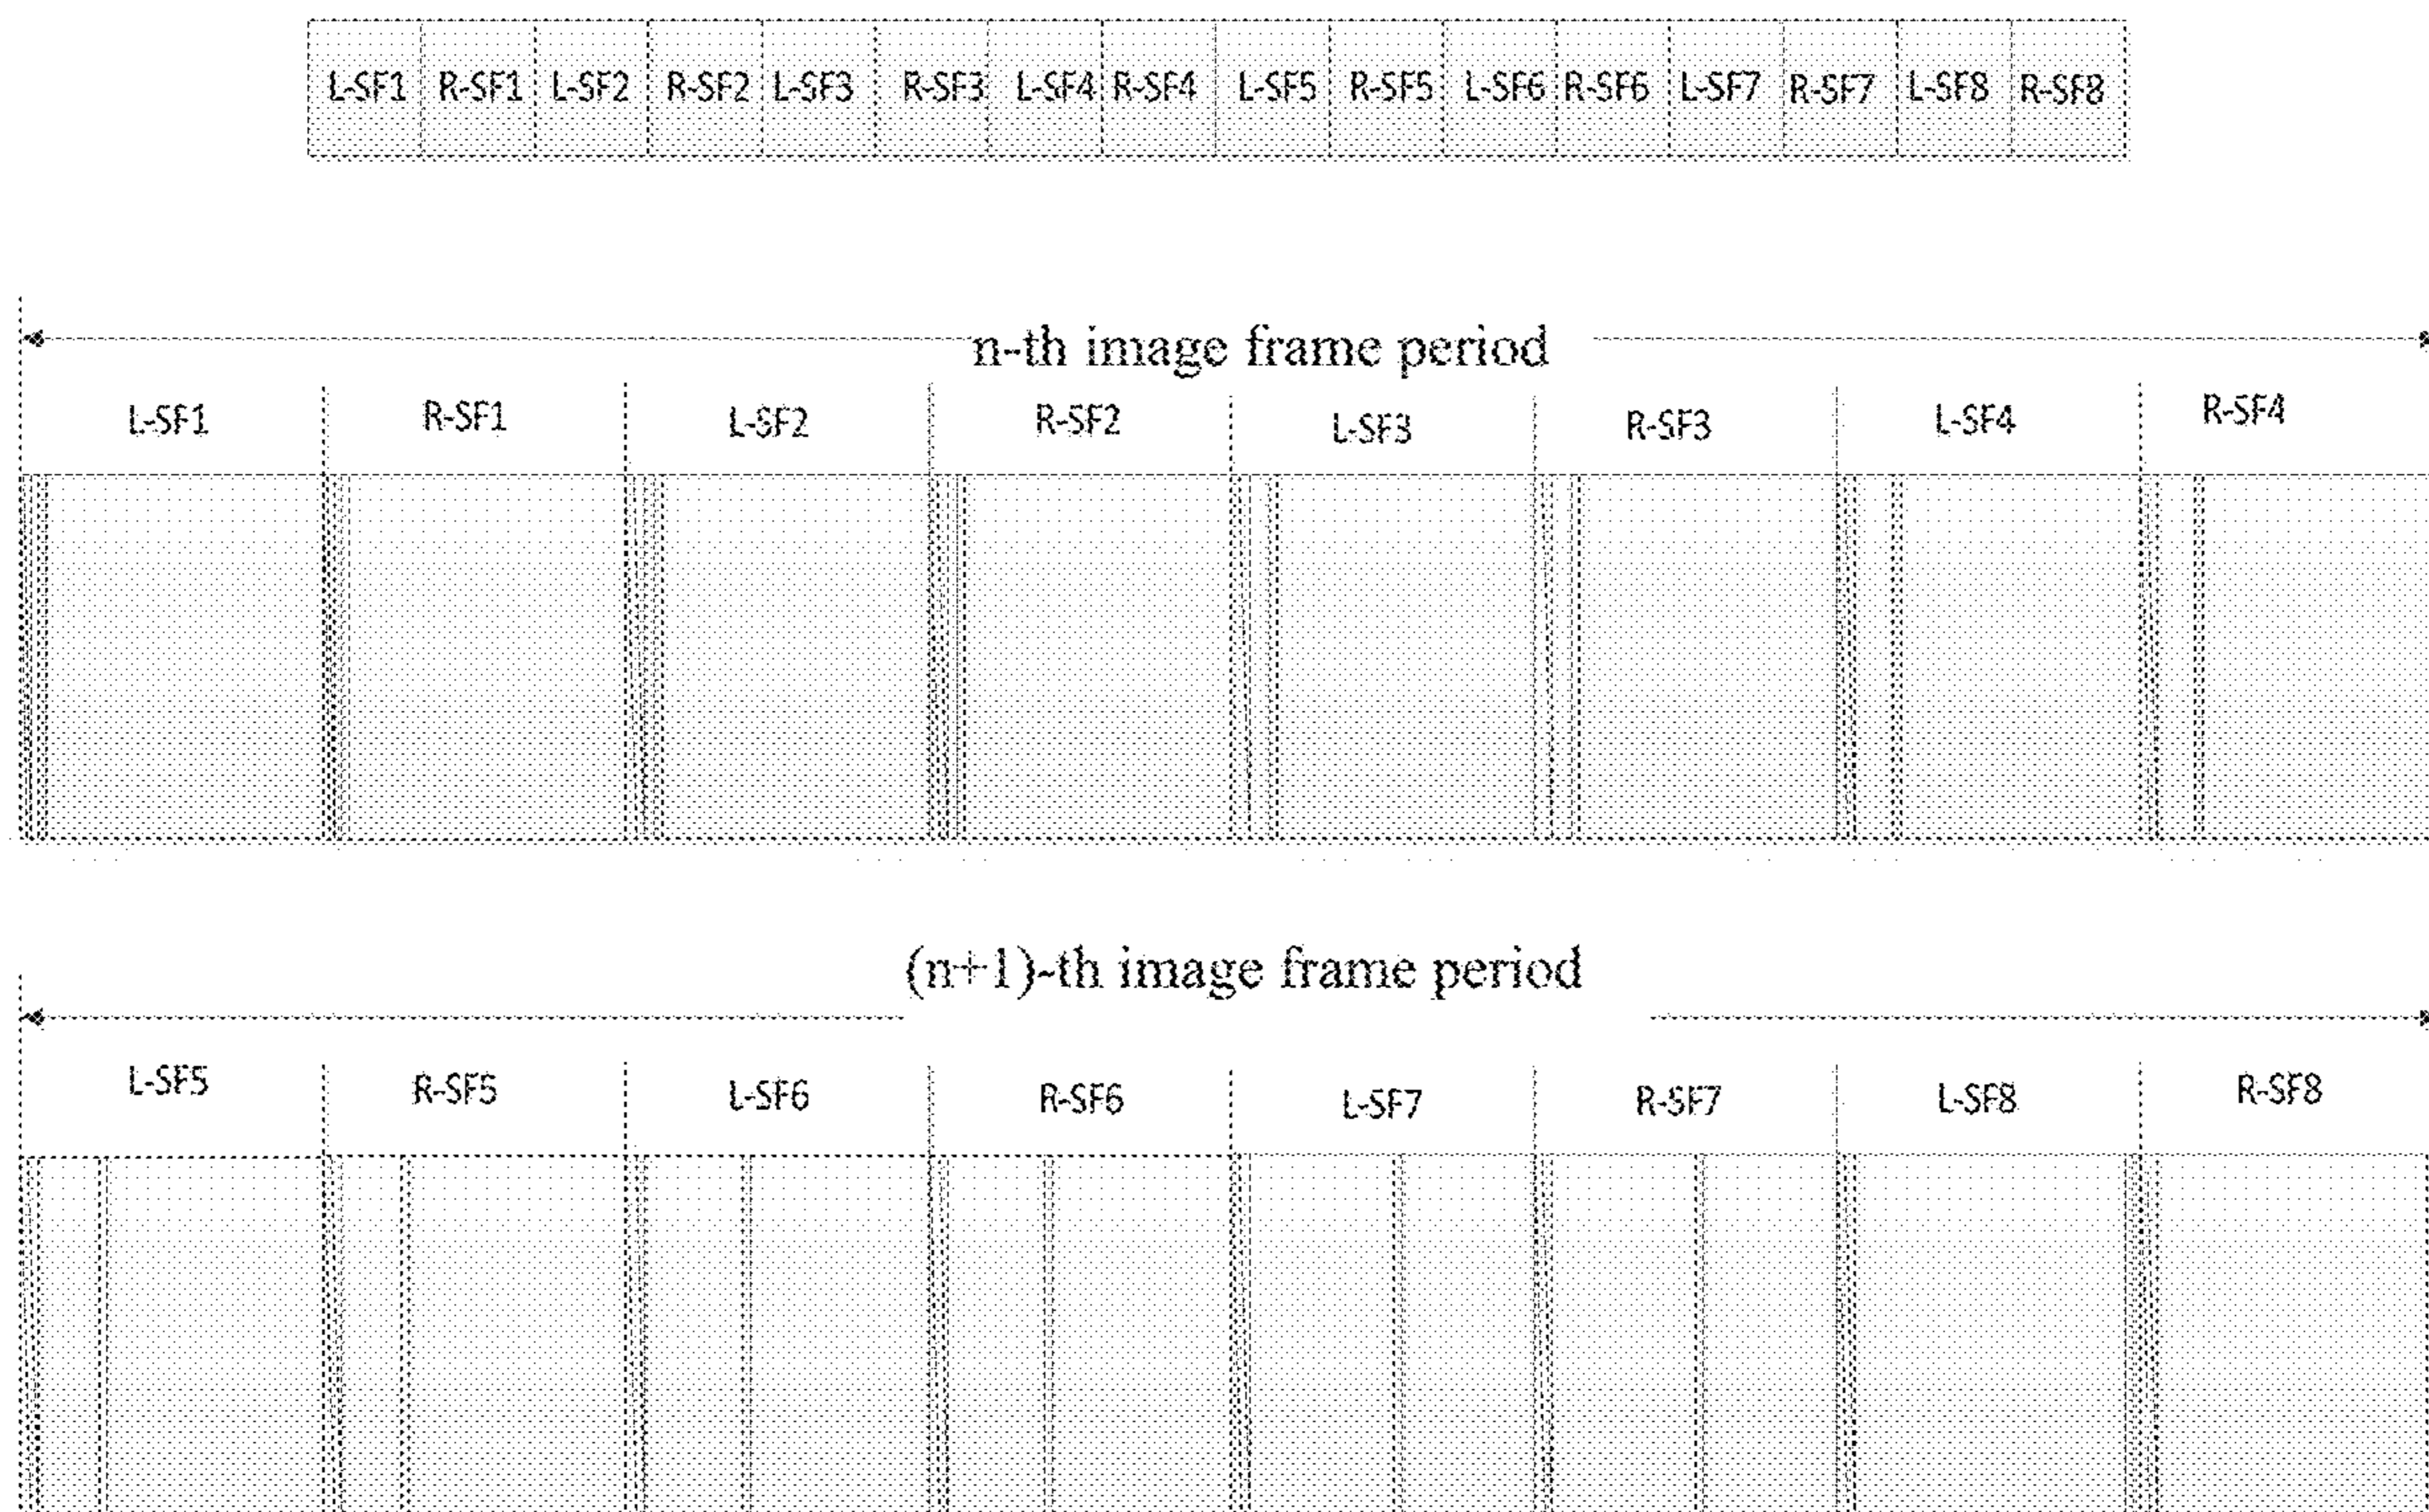 L-SF1 R-SF1 L-SF2 R-SF2 L-SF3 R-SF3 L-SF4 R-SF4 L-SF5 R-SF5 L-SF6 R-SF6 L-SF7 R-SF7 L-SF8 R-SF8
n-th image frame period
L-SF1 R-SF1 L-SF2 R-SF2 L-SF3 R-SF3 L-SF4 R-SF4
(n+1)-th image frame period
L-SF5 R-SF5 L-SF6 R-SF6 L-SF7 R-SF7 L-SF8 R-SF8